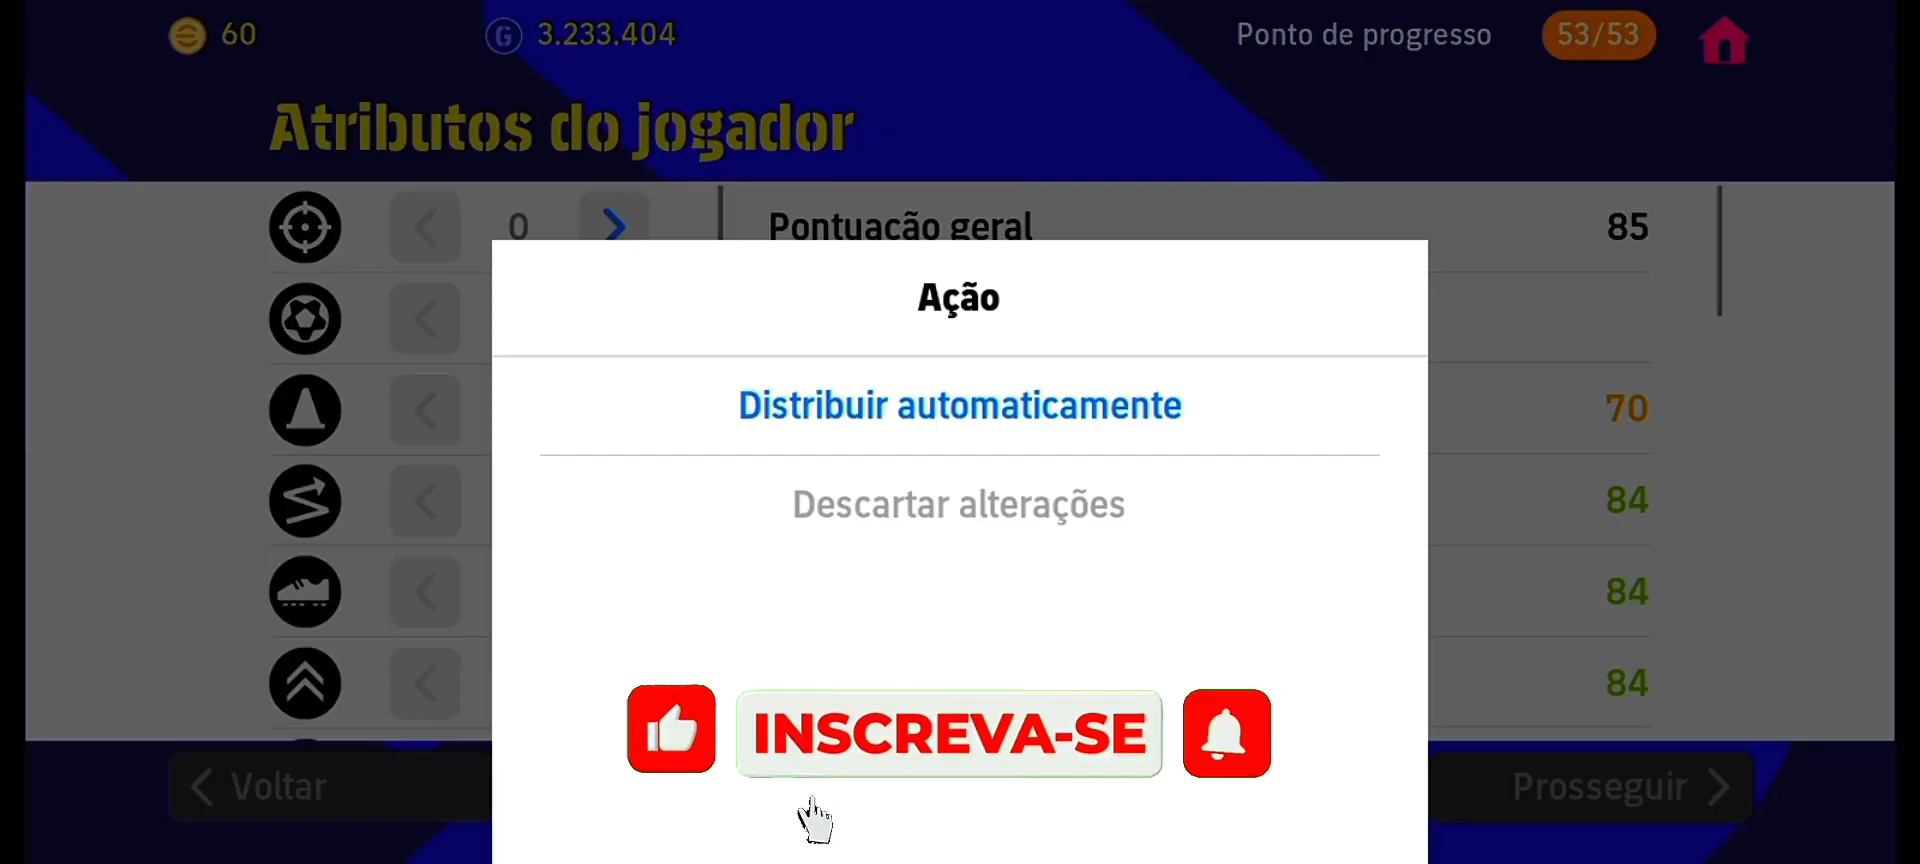 60
G 3.233.404
Ponto de progresso
53/53
Atributos do jogador
0
Pontuação geral
85
Ação
Distribuir automaticamente
70
Descartar alterações
84
84
84
INSCREVA-SE
Voltar
Prosseguir